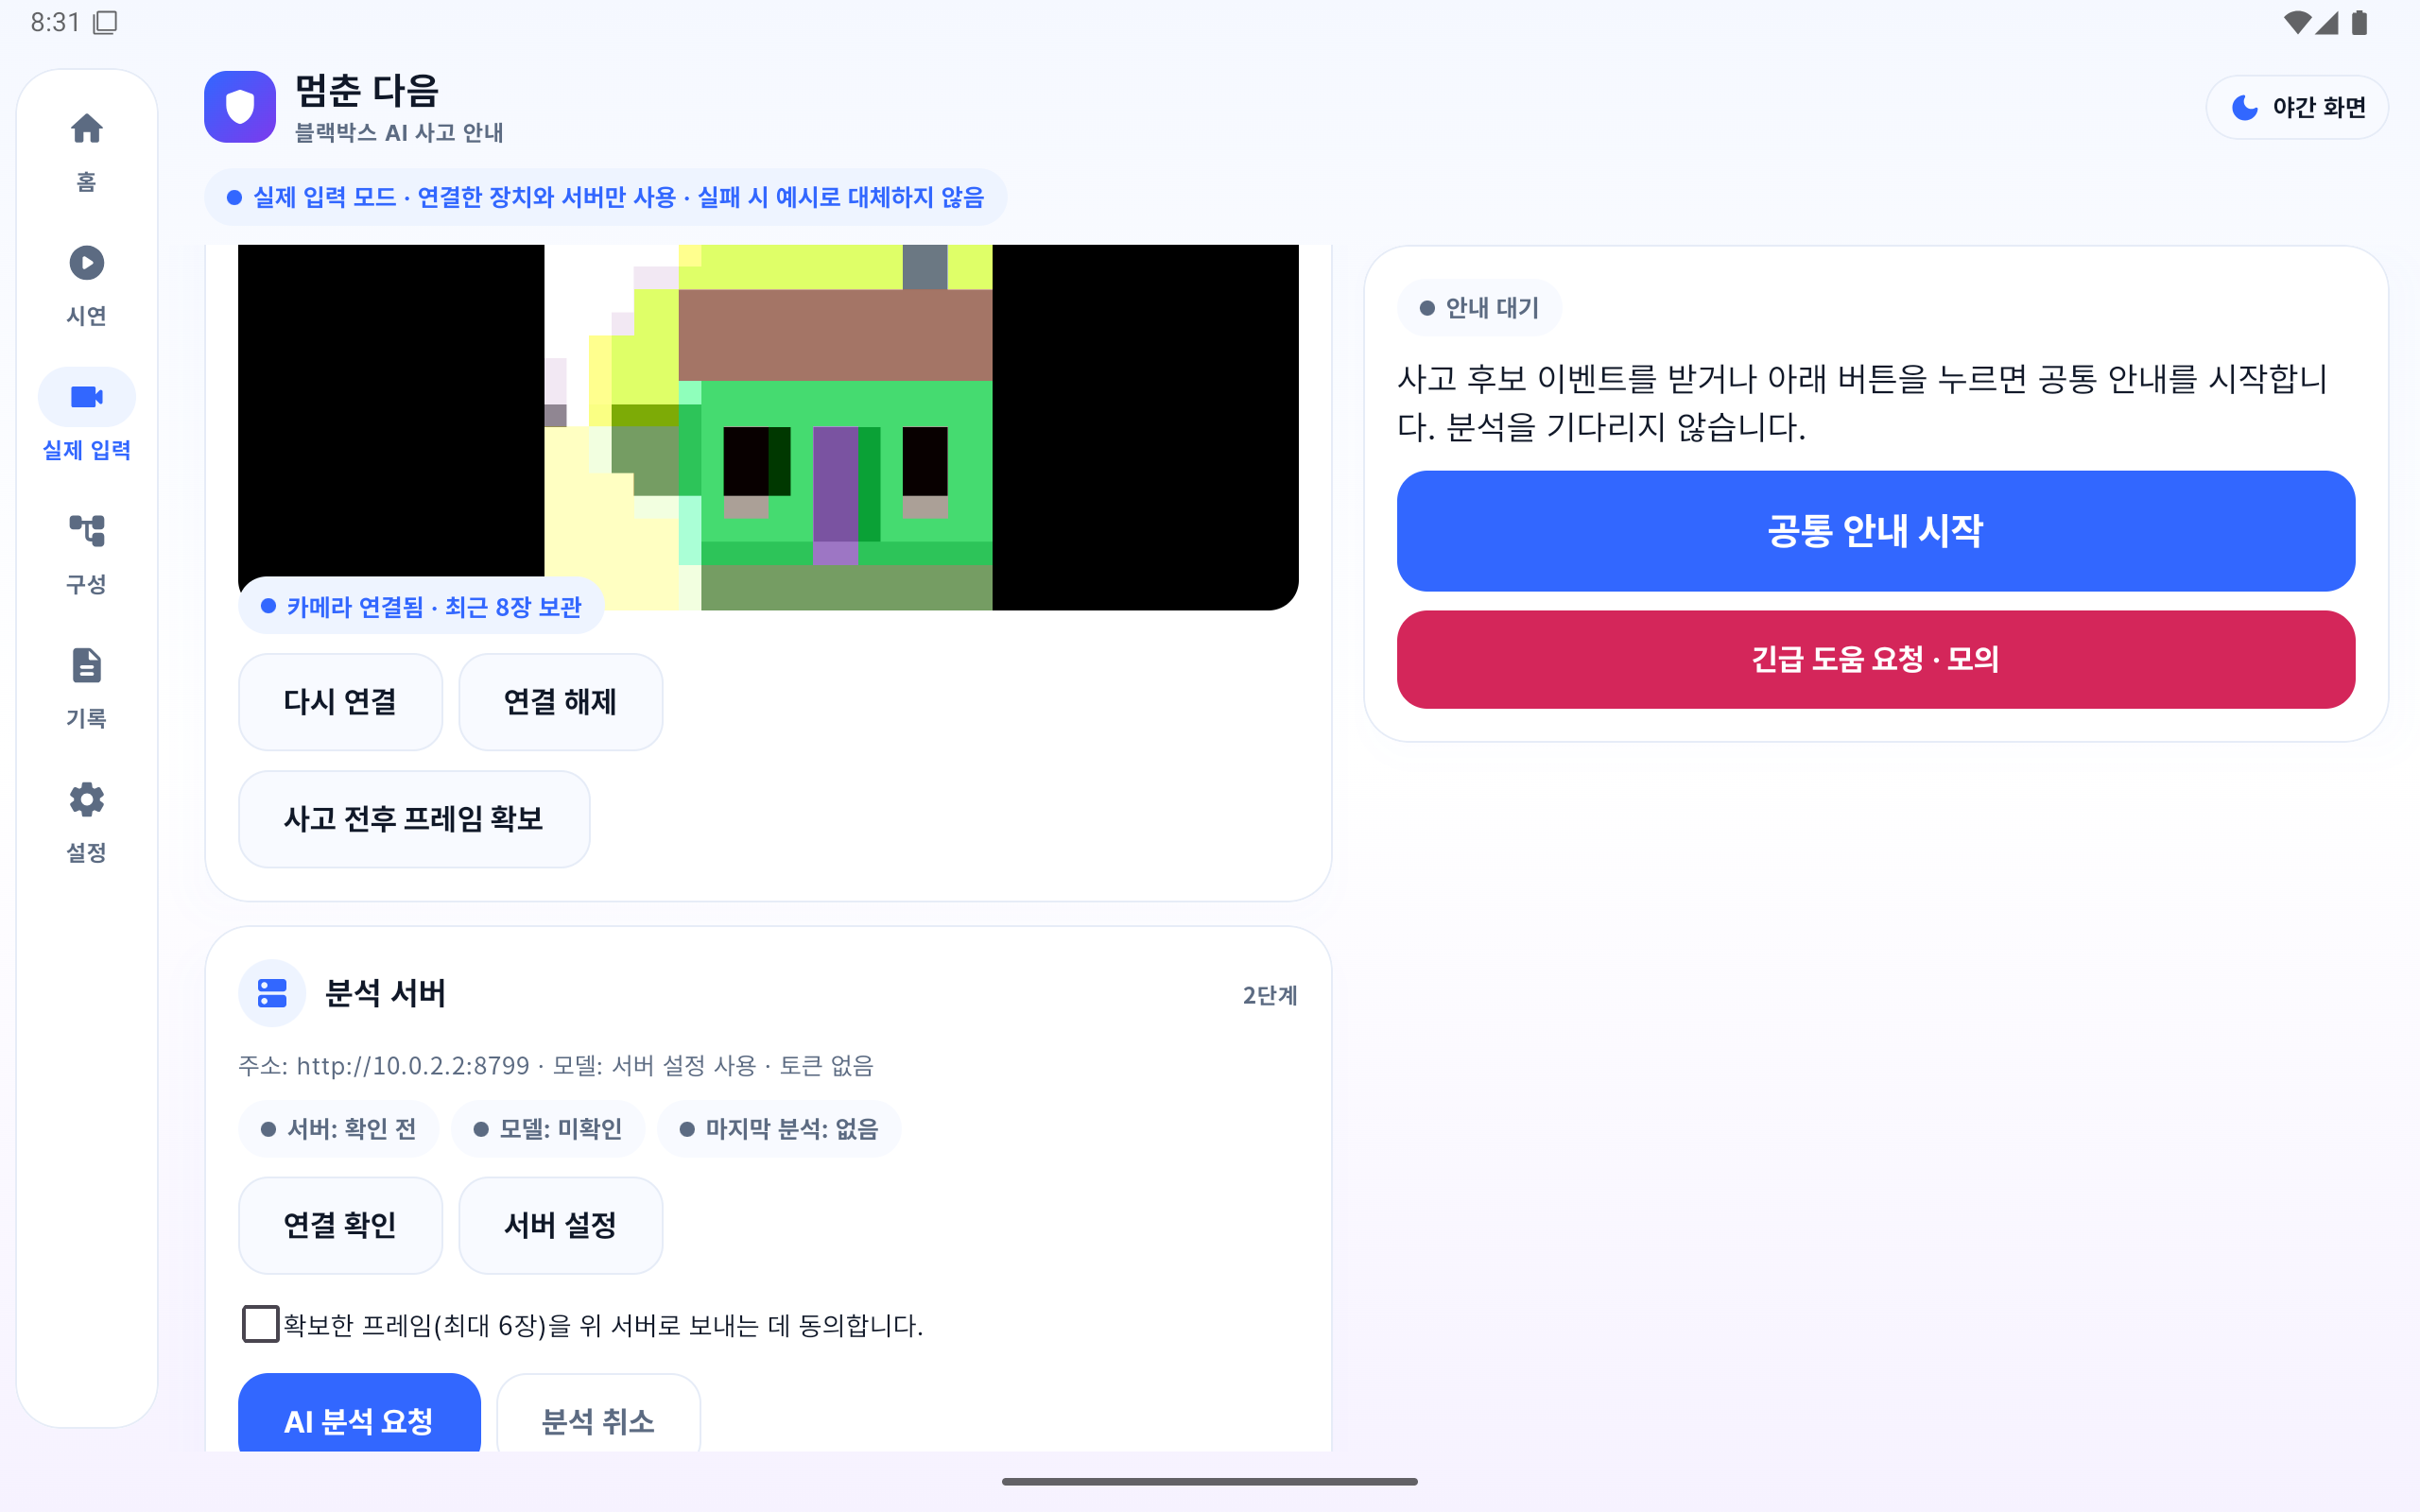 8:31
멈춘 다음
블랙박스 AI 사고 안내
야간 화면
실제 입력 모드 · 연결한 장치와 서버만 사용 · 실패 시 예시로 대체하지 않음
홈
시연
실제 입력
구성
기록
설정
카메라 연결됨 · 최근 8장 보관
다시 연결
연결 해제
사고 전후 프레임 확보
분석 서버
2단계
주소: http://10.0.2.2:8799 · 모델: 서버 설정 사용 · 토큰 없음
서버: 확인 전
모델: 미확인
마지막 분석: 없음
연결 확인
서버 설정
확보한 프레임(최대 6장)을 위 서버로 보내는 데 동의합니다.
AI 분석 요청
분석 취소
안내 대기
사고 후보 이벤트를 받거나 아래 버튼을 누르면 공통 안내를 시작합니
다. 분석을 기다리지 않습니다.
공통 안내 시작
긴급 도움 요청 · 모의